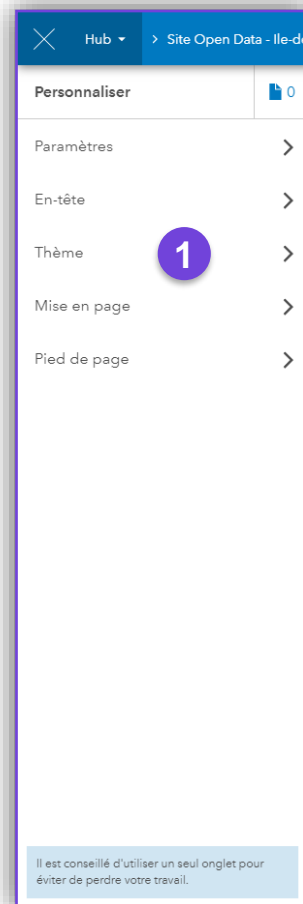 Hub > Site Open Data - Ile-d
Personnaliser 0
Paramètres
En-tête
Thème 1
Mise en page
Pied de page
Il est conseillé d'utiliser un seul onglet pour
éviter de perdre votre travail.